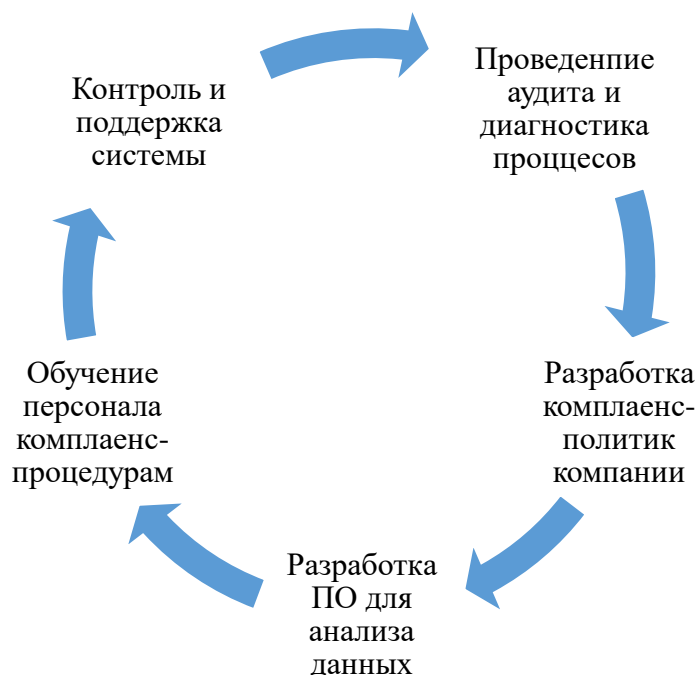 Контроль и
поддержка
системы
Проведенпие
аудита и
диагностика
проццесов
Разработка
комплаенс-
политик
компании
Разработка
ПО для
анализа
данных
Обучение
персонала
комплаенс-
процедурам